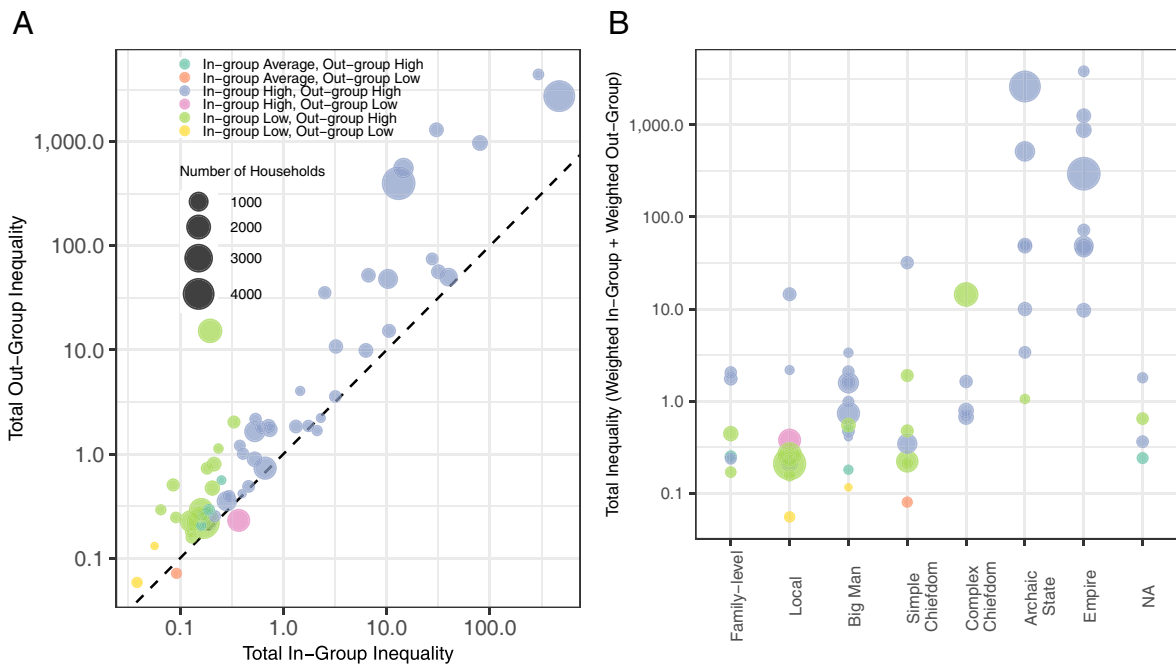 A
In−group Average, Out−group High
In−group Average, Out−group Low
In−group High, Out−group High
In−group High, Out−group Low
In−group Low, Out−group High
In−group Low, Out−group Low
Number of Households
1000
2000
3000
4000
Total Out−Group Inequality
1,000.0
100.0
10.0
1.0
0.1
0.1
1.0
10.0
100.0
Total In−Group Inequality
B
Total Inequality (Weighted In−Group + Weighted Out−Group)
1,000.0
100.0
10.0
1.0
0.1
Family−level
Local
Big Man
Simple
Chiefdom
Complex
Chiefdom
Archaic
State
Empire
NA